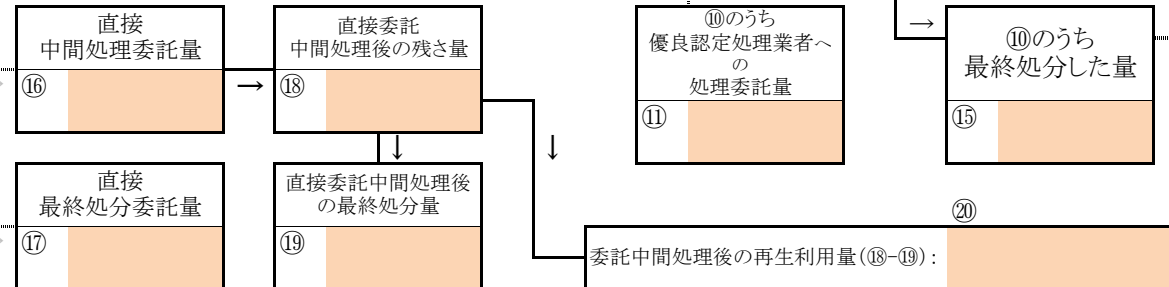 直接
中間処理委託量
⑯
→
直接委託
中間処理後の残さ量
⑱
⑩のうち
優良認定処理業者へ
の
処理委託量
⑪
→
⑩のうち
最終処分した量
⑮
↓
↓
直接
最終処分委託量
⑰
直接委託中間処理後
の最終処分量
⑲
⑳
委託中間処理後の再生利用量(⑱-⑲):